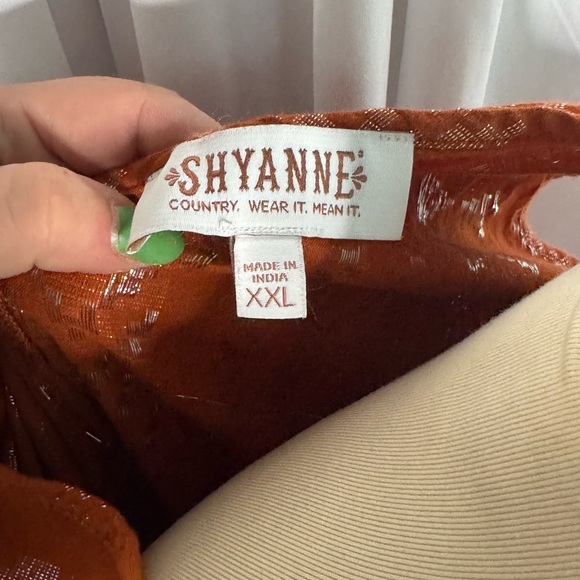 SHYANNE®
COUNTRY. WEAR IT. MEAN IT.
MADE IN
INDIA
XXL